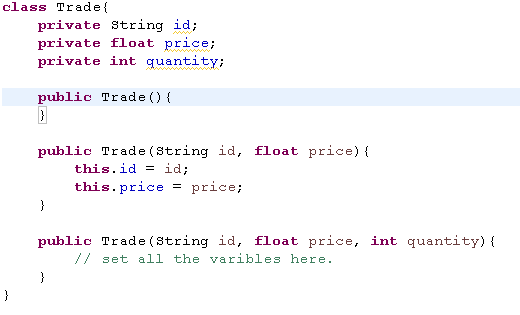 class Trade{
private String id;
private float price;
private int quantity;
public Trade(){
}
public Trade(String id, float price){
this.id = id;
this.price = price;
}
public Trade(String id, float price, int quantity){
// set all the varibles here.
}
}